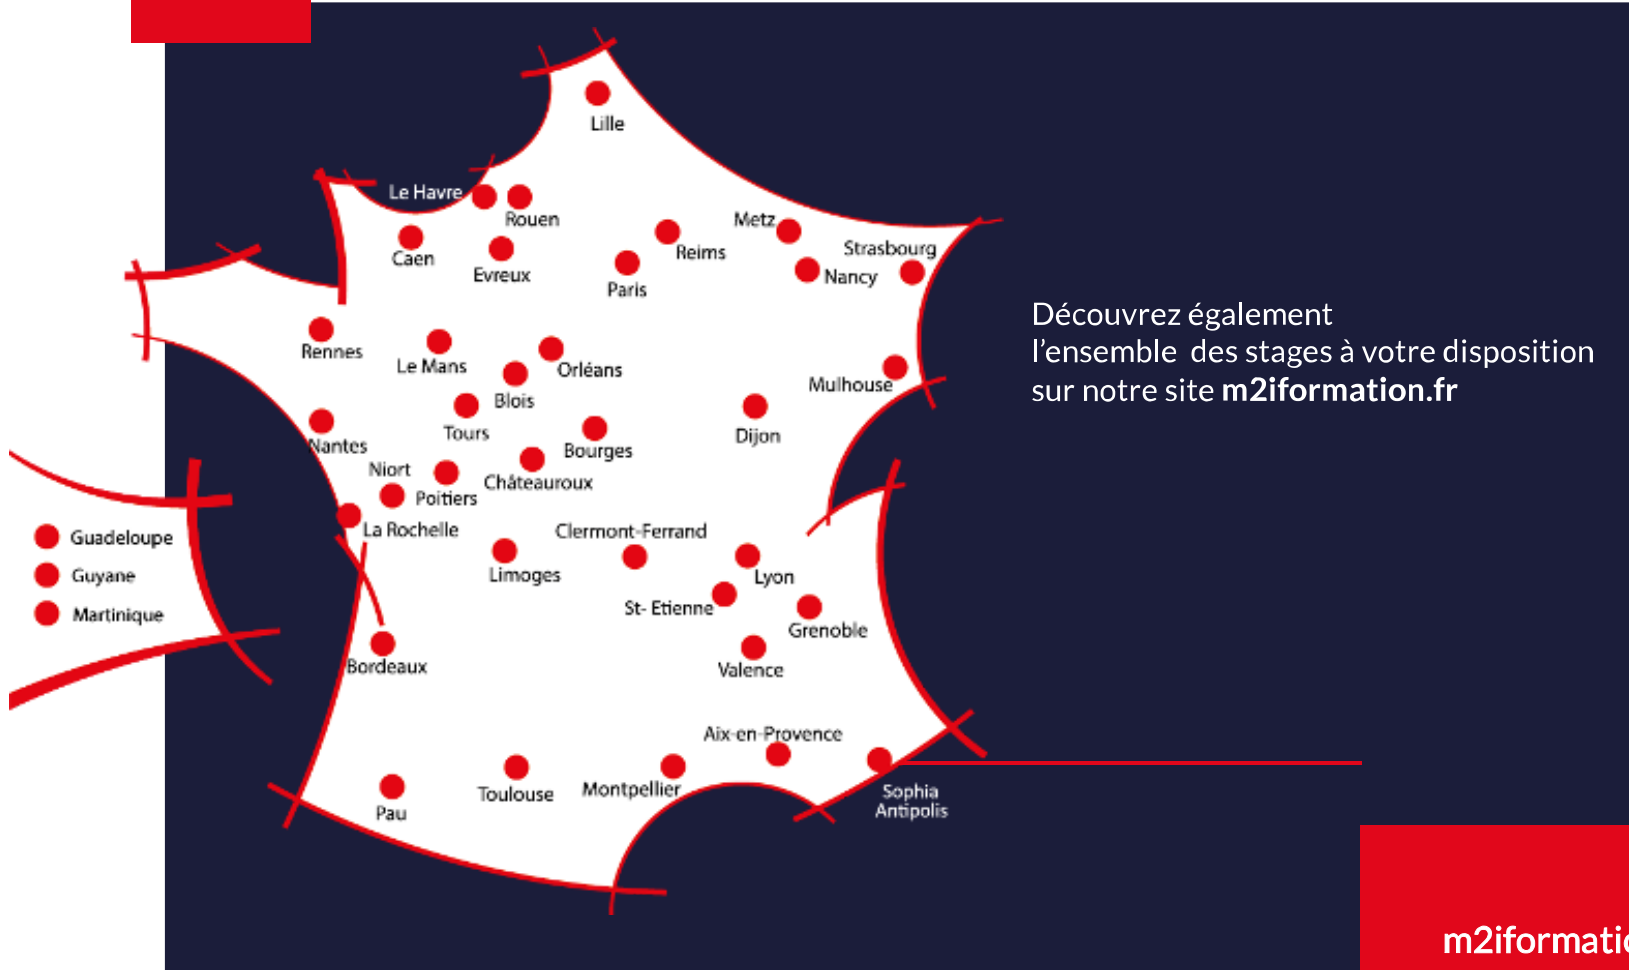 Lille
Le Havre
Rouen
Caen
Evreux
Reims
Metz
Strasbourg
Nancy
Paris
Rennes
Le Mans
Orléans
Blois
Mulhouse
Tours
Nantes
Bourges
Dijon
Niort
Poitiers
Châteauroux
La Rochelle
Clermont-Ferrand
Limoges
Lyon
St- Etienne
Grenoble
Bordeaux
Valence
Aix-en-Provence
Montpellier
Toulouse
Pau
Sophia
Antipolis
Guadeloupe
Guyane
Martinique
Découvrez également
l'ensemble  des stages à votre disposition
sur notre site m2iformation.fr
m2iformatio